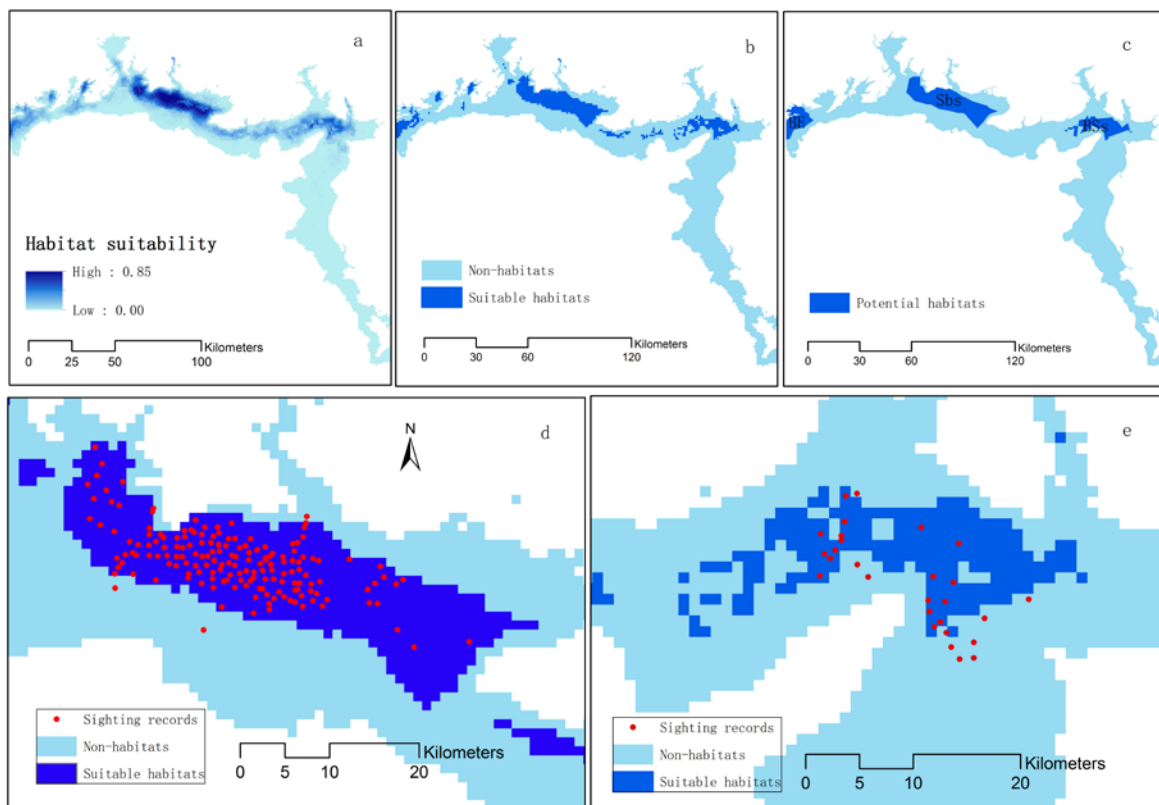 a
Habitat suitability
High : 0.85
Low : 0.00
Kilometers
0 25 50 100
b
Non-habitats
Suitable habitats
Kilometers
0 30 60 120
c
BE
Sbs
BSs
Potential habitats
Kilometers
0 30 60 120
d
N
Sighting records
Non-habitats
Suitable habitats
Kilometers
0 5 10 20
e
Sighting records
Non-habitats
Suitable habitats
Kilometers
0 5 10 20